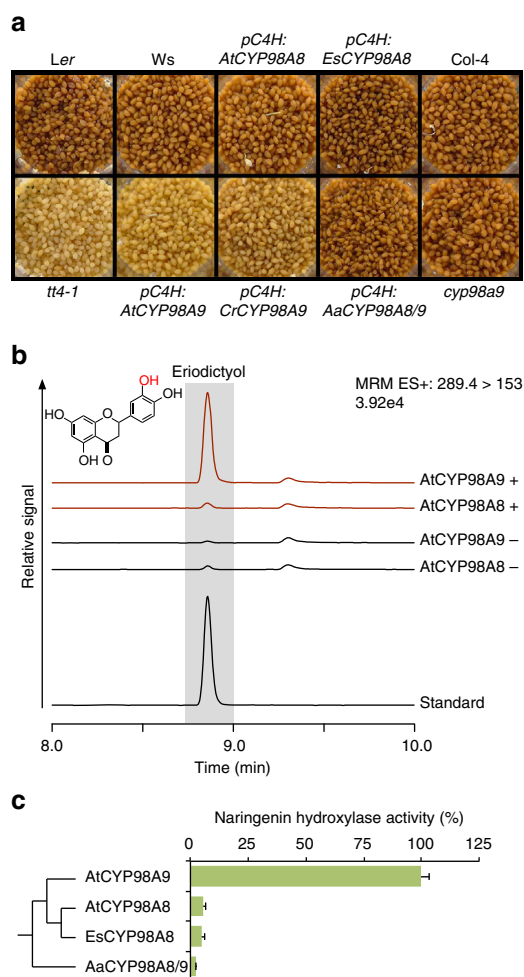 a
pC4H: pC4H:
Ler Ws AtCYP98A8 EsCYP98A8 Col-4
tt4-1 pC4H: pC4H: pC4H: cyp98a9
AtCYP98A9 CrCYP98A9 AaCYP98A8/9
b
Eriodictyol
MRM ES+: 289.4 > 153
3.92e4
OH
OH
HO
O
OH O
AtCYP98A9 +
AtCYP98A8 +
AtCYP98A9 –
AtCYP98A8 –
Standard
Relative signal
8.0 9.0 10.0
Time (min)
c
Naringenin hydroxylase activity (%)
0 25 50 75 100 125
AtCYP98A9
AtCYP98A8
EsCYP98A8
AaCYP98A8/9